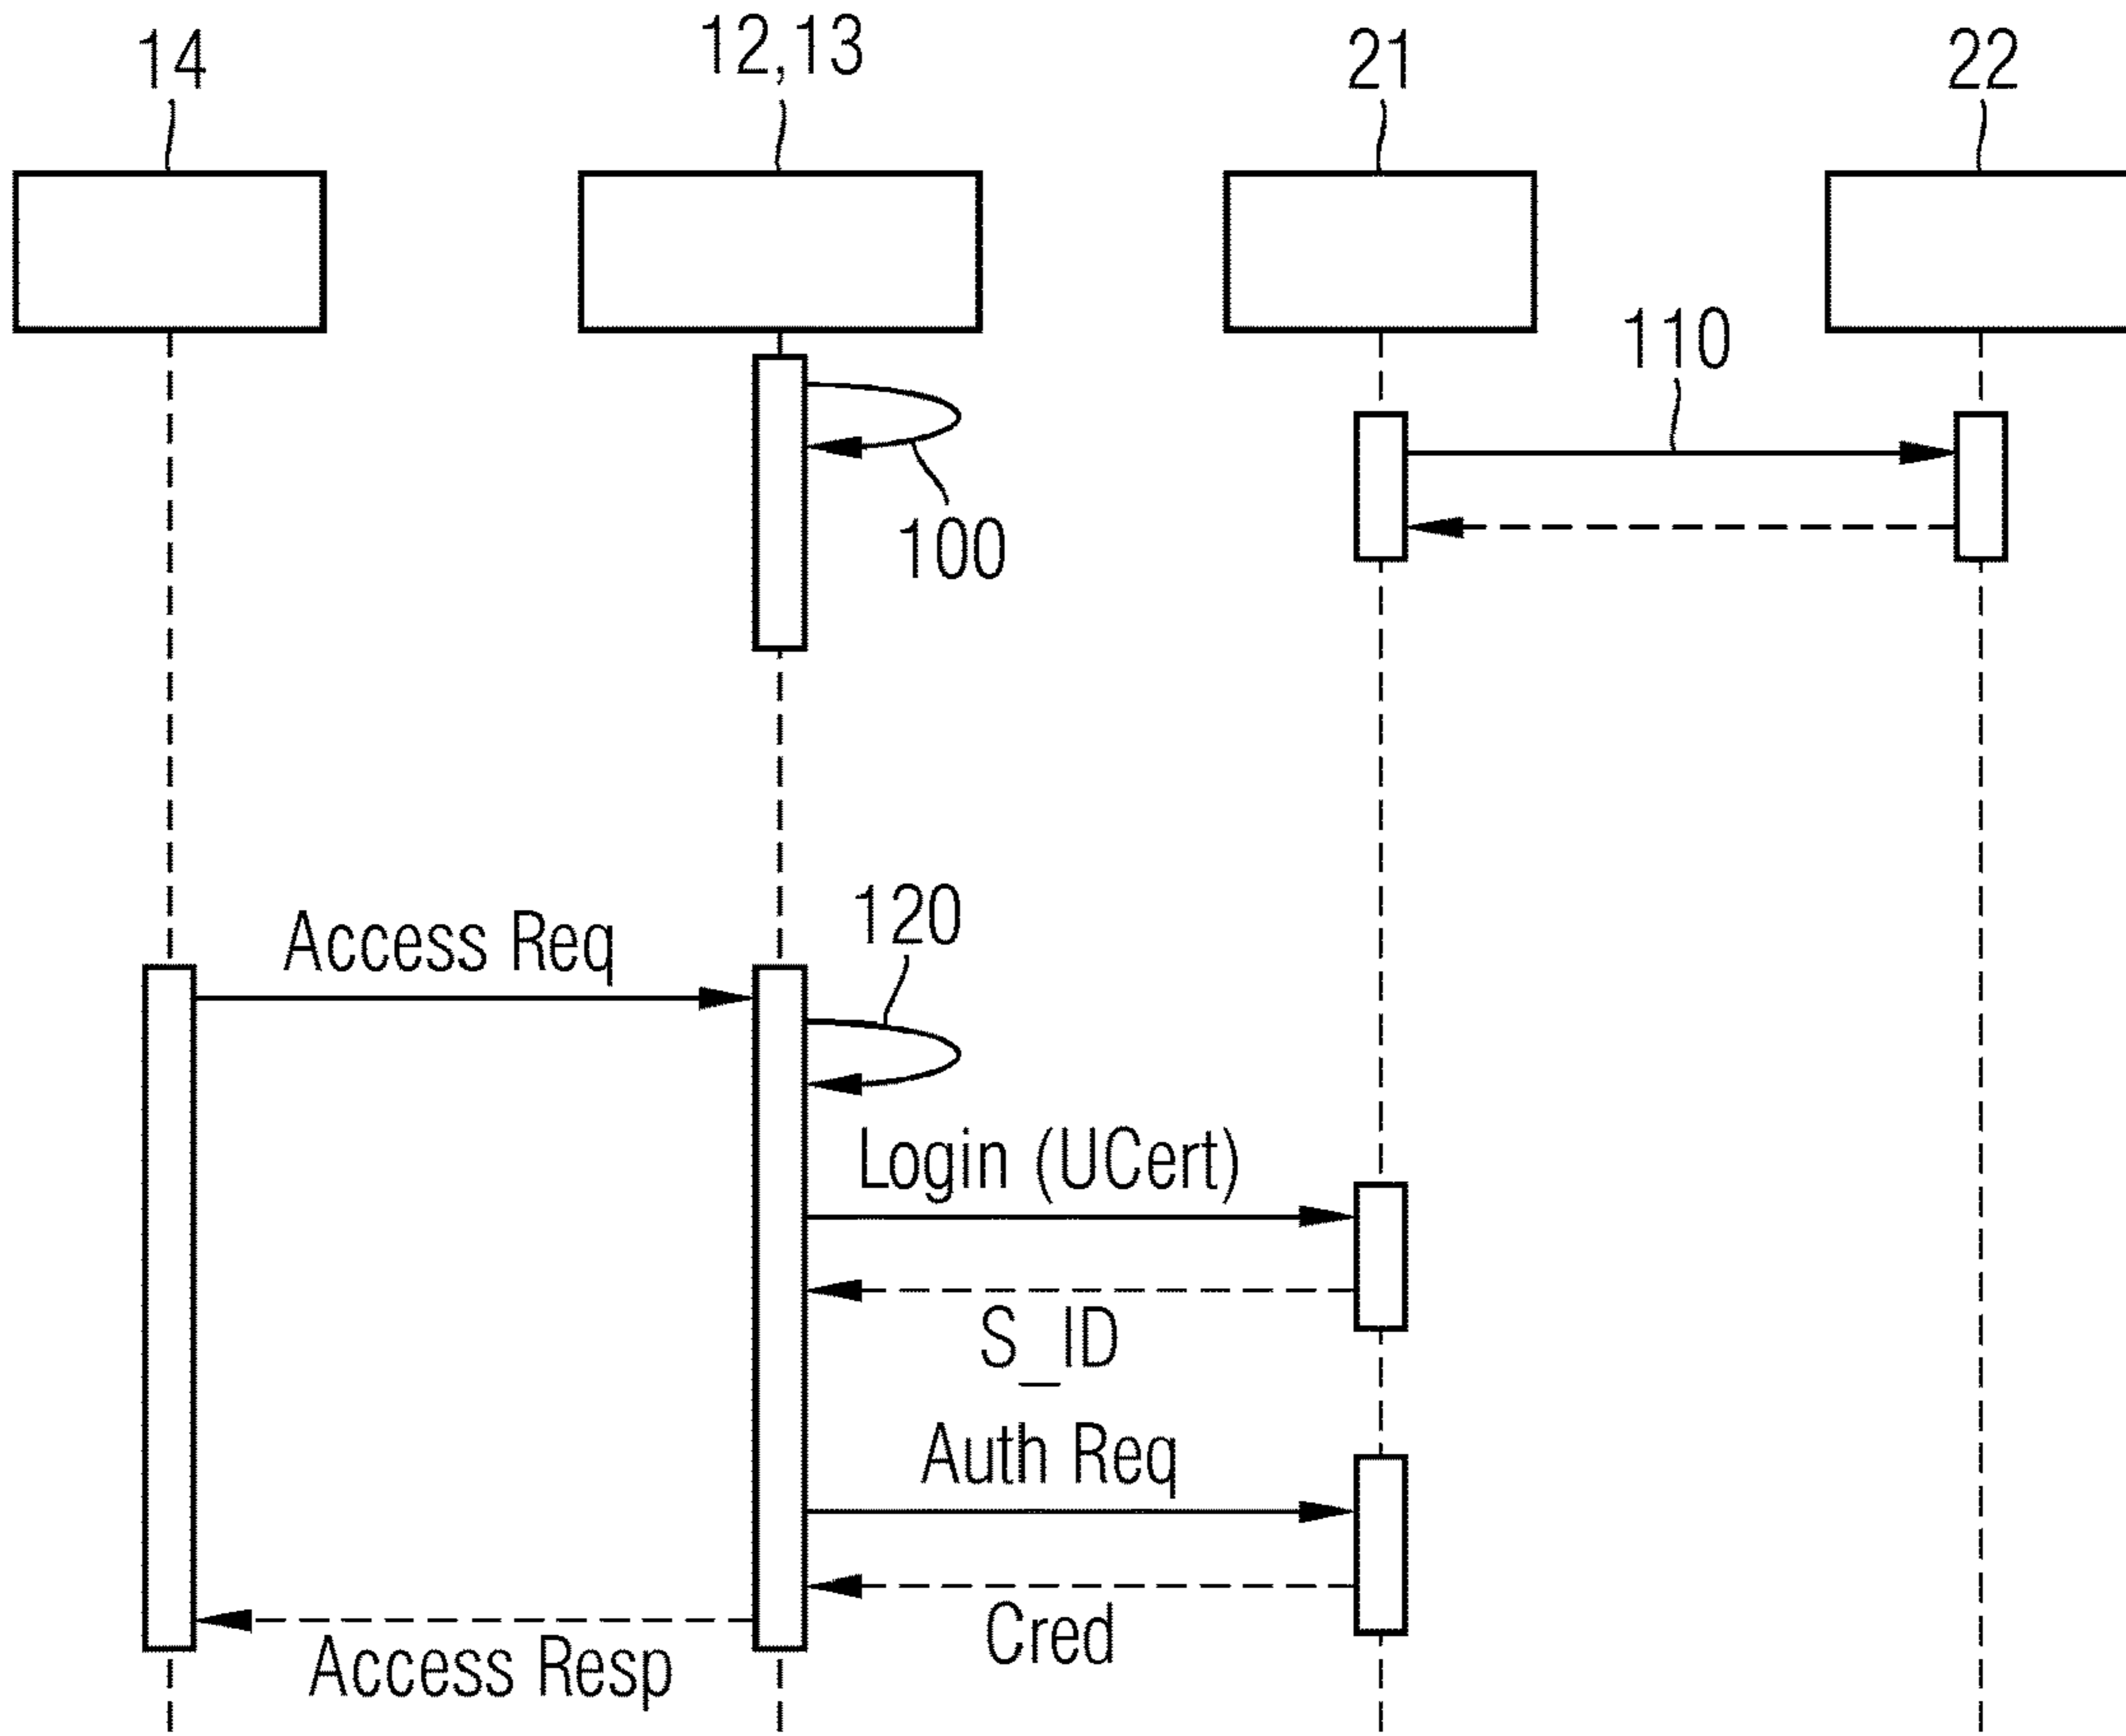 14
12,13
21
22
110
100
120
Access Req
Login (UCert)
S_ID
Auth Req
Cred
Access Resp